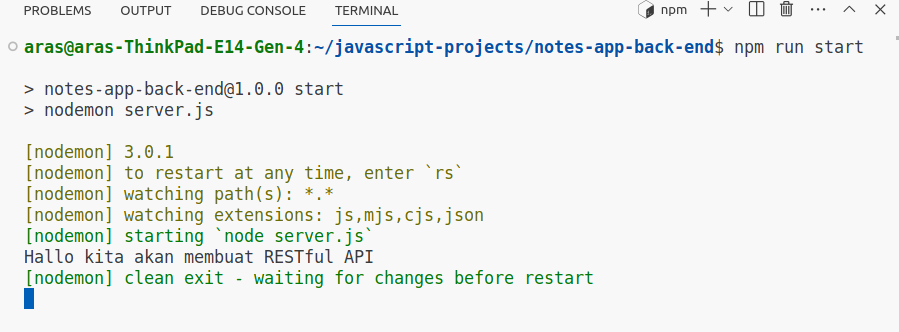 PROBLEMS OUTPUT DEBUG CONSOLE TERMINAL npm
aras@aras-ThinkPad-E14-Gen-4:~/javascript-projects/notes-app-back-end$ npm run start
> notes-app-back-end@1.0.0 start
> nodemon server.js
[nodemon] 3.0.1
[nodemon] to restart at any time, enter `rs`
[nodemon] watching path(s): *.*
[nodemon] watching extensions: js,mjs,cjs,json
[nodemon] starting `node server.js`
Hallo kita akan membuat RESTful API
[nodemon] clean exit - waiting for changes before restart